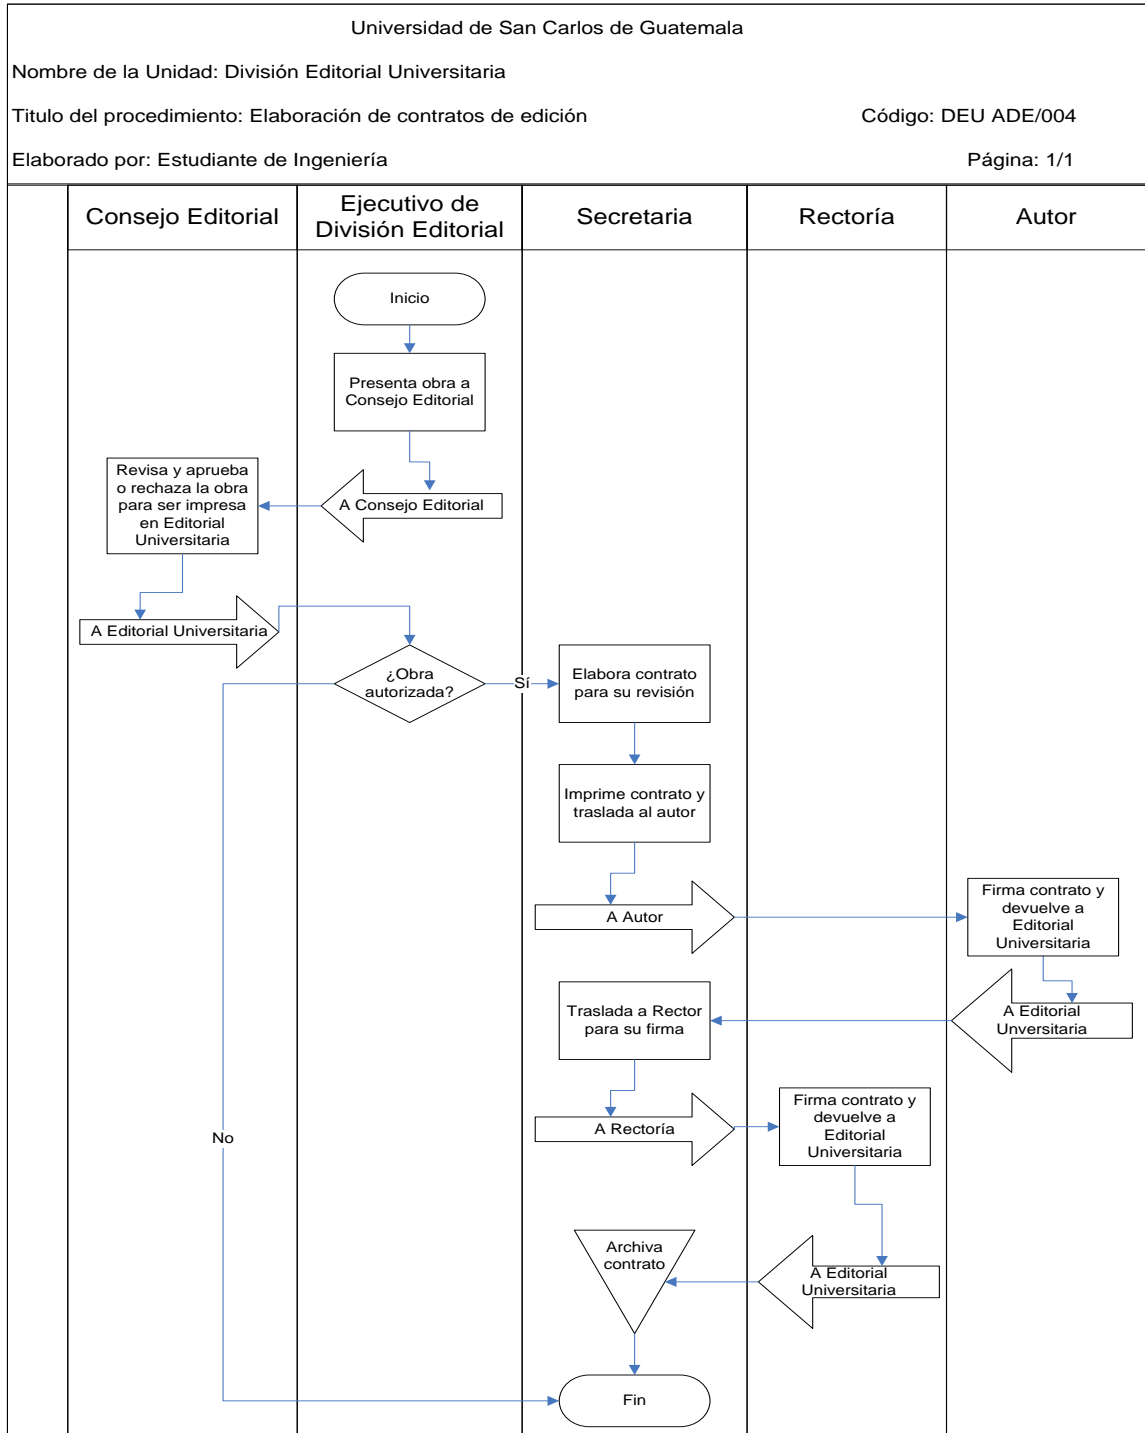 Universidad de San Carlos de Guatemala
Nombre de la Unidad: División Editorial Universitaria
Titulo del procedimiento: Elaboración de contratos de edición
Código: DEU ADE/004
Elaborado por: Estudiante de Ingeniería
Página: 1/1
Consejo Editorial
Ejecutivo de
División Editorial
Secretaria
Rectoría
Autor
Inicio
Presenta obra a
Consejo Editorial
A Consejo Editorial
Revisa y aprueba
o rechaza la obra
para ser impresa
en Editorial
Universitaria
A Editorial Universitaria
¿Obra
autorizada?
Sí
Elabora contrato
para su revisión
Imprime contrato y
traslada al autor
A Autor
Firma contrato y
devuelve a
Editorial
Universitaria
A Editorial
Unversitaria
Traslada a Rector
para su firma
A Rectoría
Firma contrato y
devuelve a
Editorial
Universitaria
No
A Editorial
Universitaria
Archiva
contrato
Fin